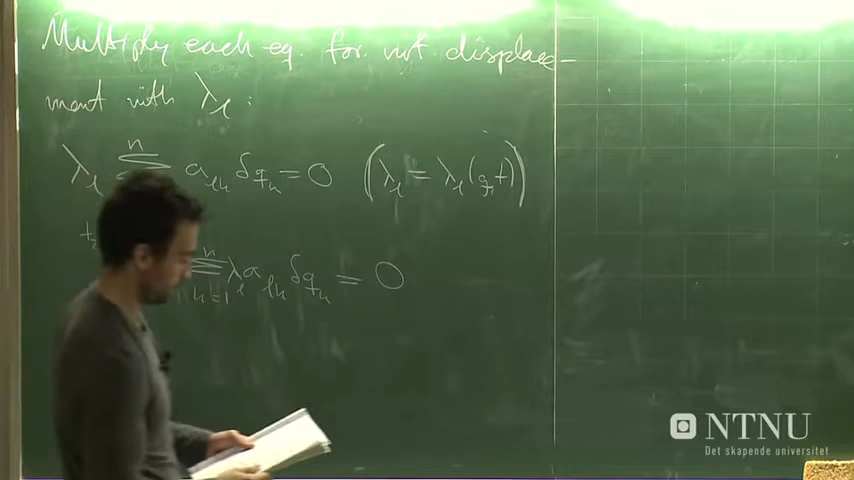 Multiply each eq. for virt. displace-
ment with λ_l :
λ_l Σ^n a_{lk} δq_k = 0 (λ_l = λ_l(q,t))
t_2 Σ_{k=1}^n λ_l a_{lk} δq_k = 0
NTNU
Det skapende universitet